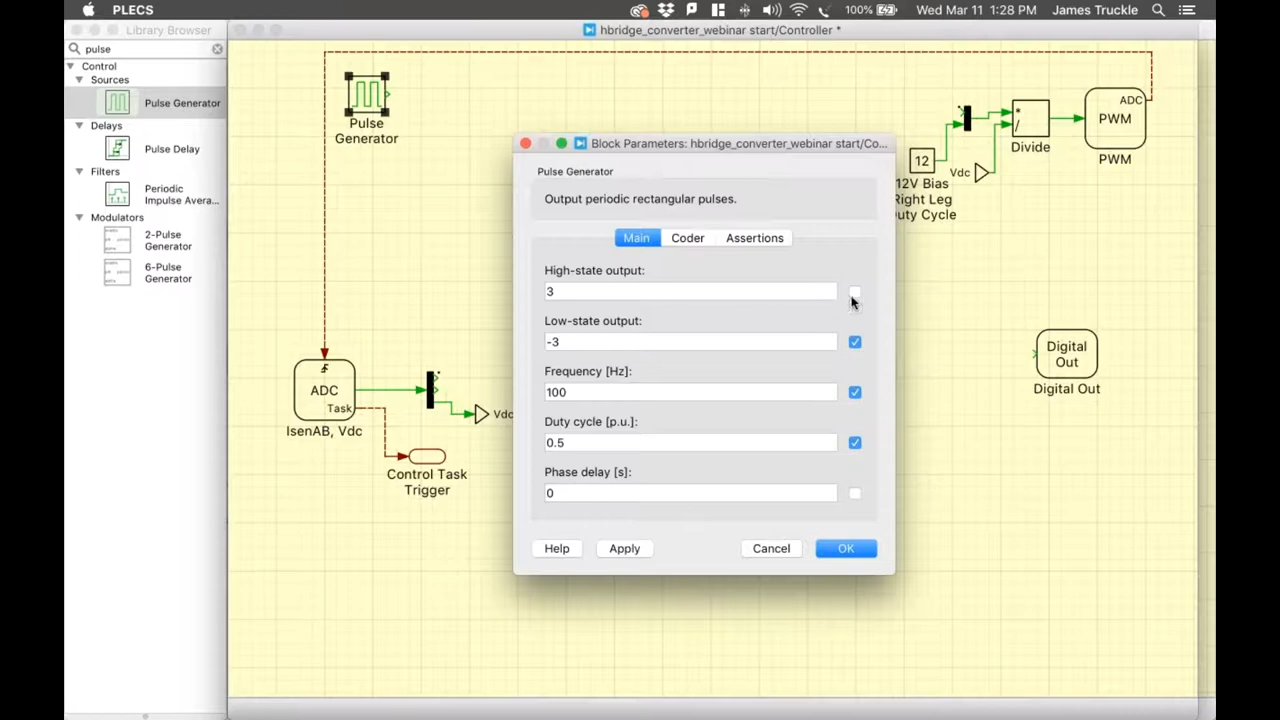 PLECS
100%
Wed Mar 11 1:28 PM
James Truckle
Library Browser
hbridge_converter_webinar start/Controller *
pulse
Control
Sources
Pulse Generator
Delays
Pulse Delay
Filters
Periodic
Impulse Avera...
Modulators
2-Pulse
Generator
6-Pulse
Generator
Pulse
Generator
ADC
Task
IsenAB, Vdc
Vdc
Control Task
Trigger
Block Parameters: hbridge_converter_webinar start/Co...
Pulse Generator
Output periodic rectangular pulses.
Main
Coder
Assertions
High-state output:
3
Low-state output:
-3
Frequency [Hz]:
100
Duty cycle [p.u.]:
0.5
Phase delay [s]:
0
Help
Apply
Cancel
OK
12
Vdc
12V Bias
Right Leg
Duty Cycle
*
/
Divide
ADC
PWM
PWM
Digital
Out
Digital Out